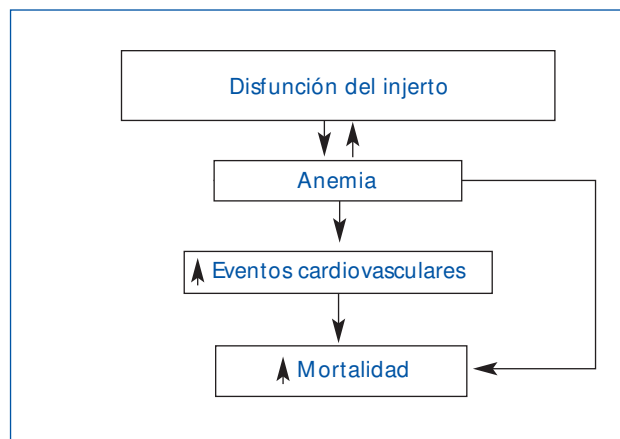 Disfunción del injerto
Anemia
Eventos cardiovasculares
Mortalidad